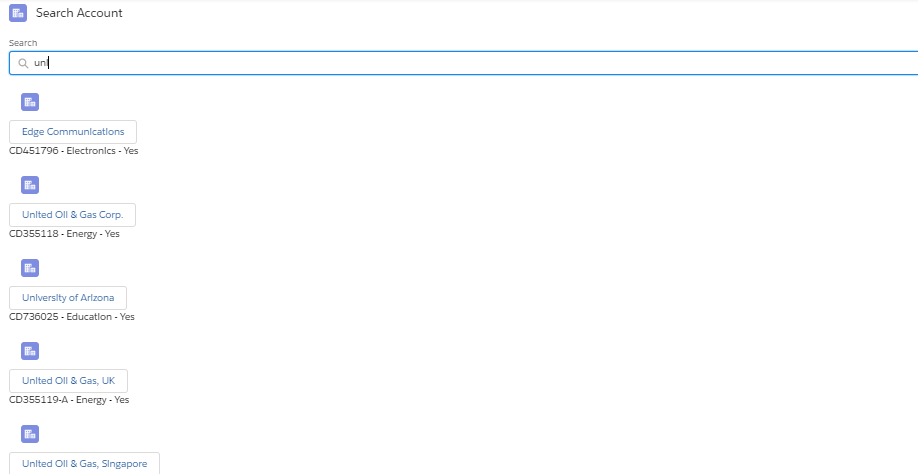 Search Account
Search
uni
Edge Communications
CD451796 - Electronics - Yes
United Oil & Gas Corp.
CD355118 - Energy - Yes
University of Arizona
CD736025 - Education - Yes
United Oil & Gas, UK
CD355119-A - Energy - Yes
United Oil & Gas, Singapore